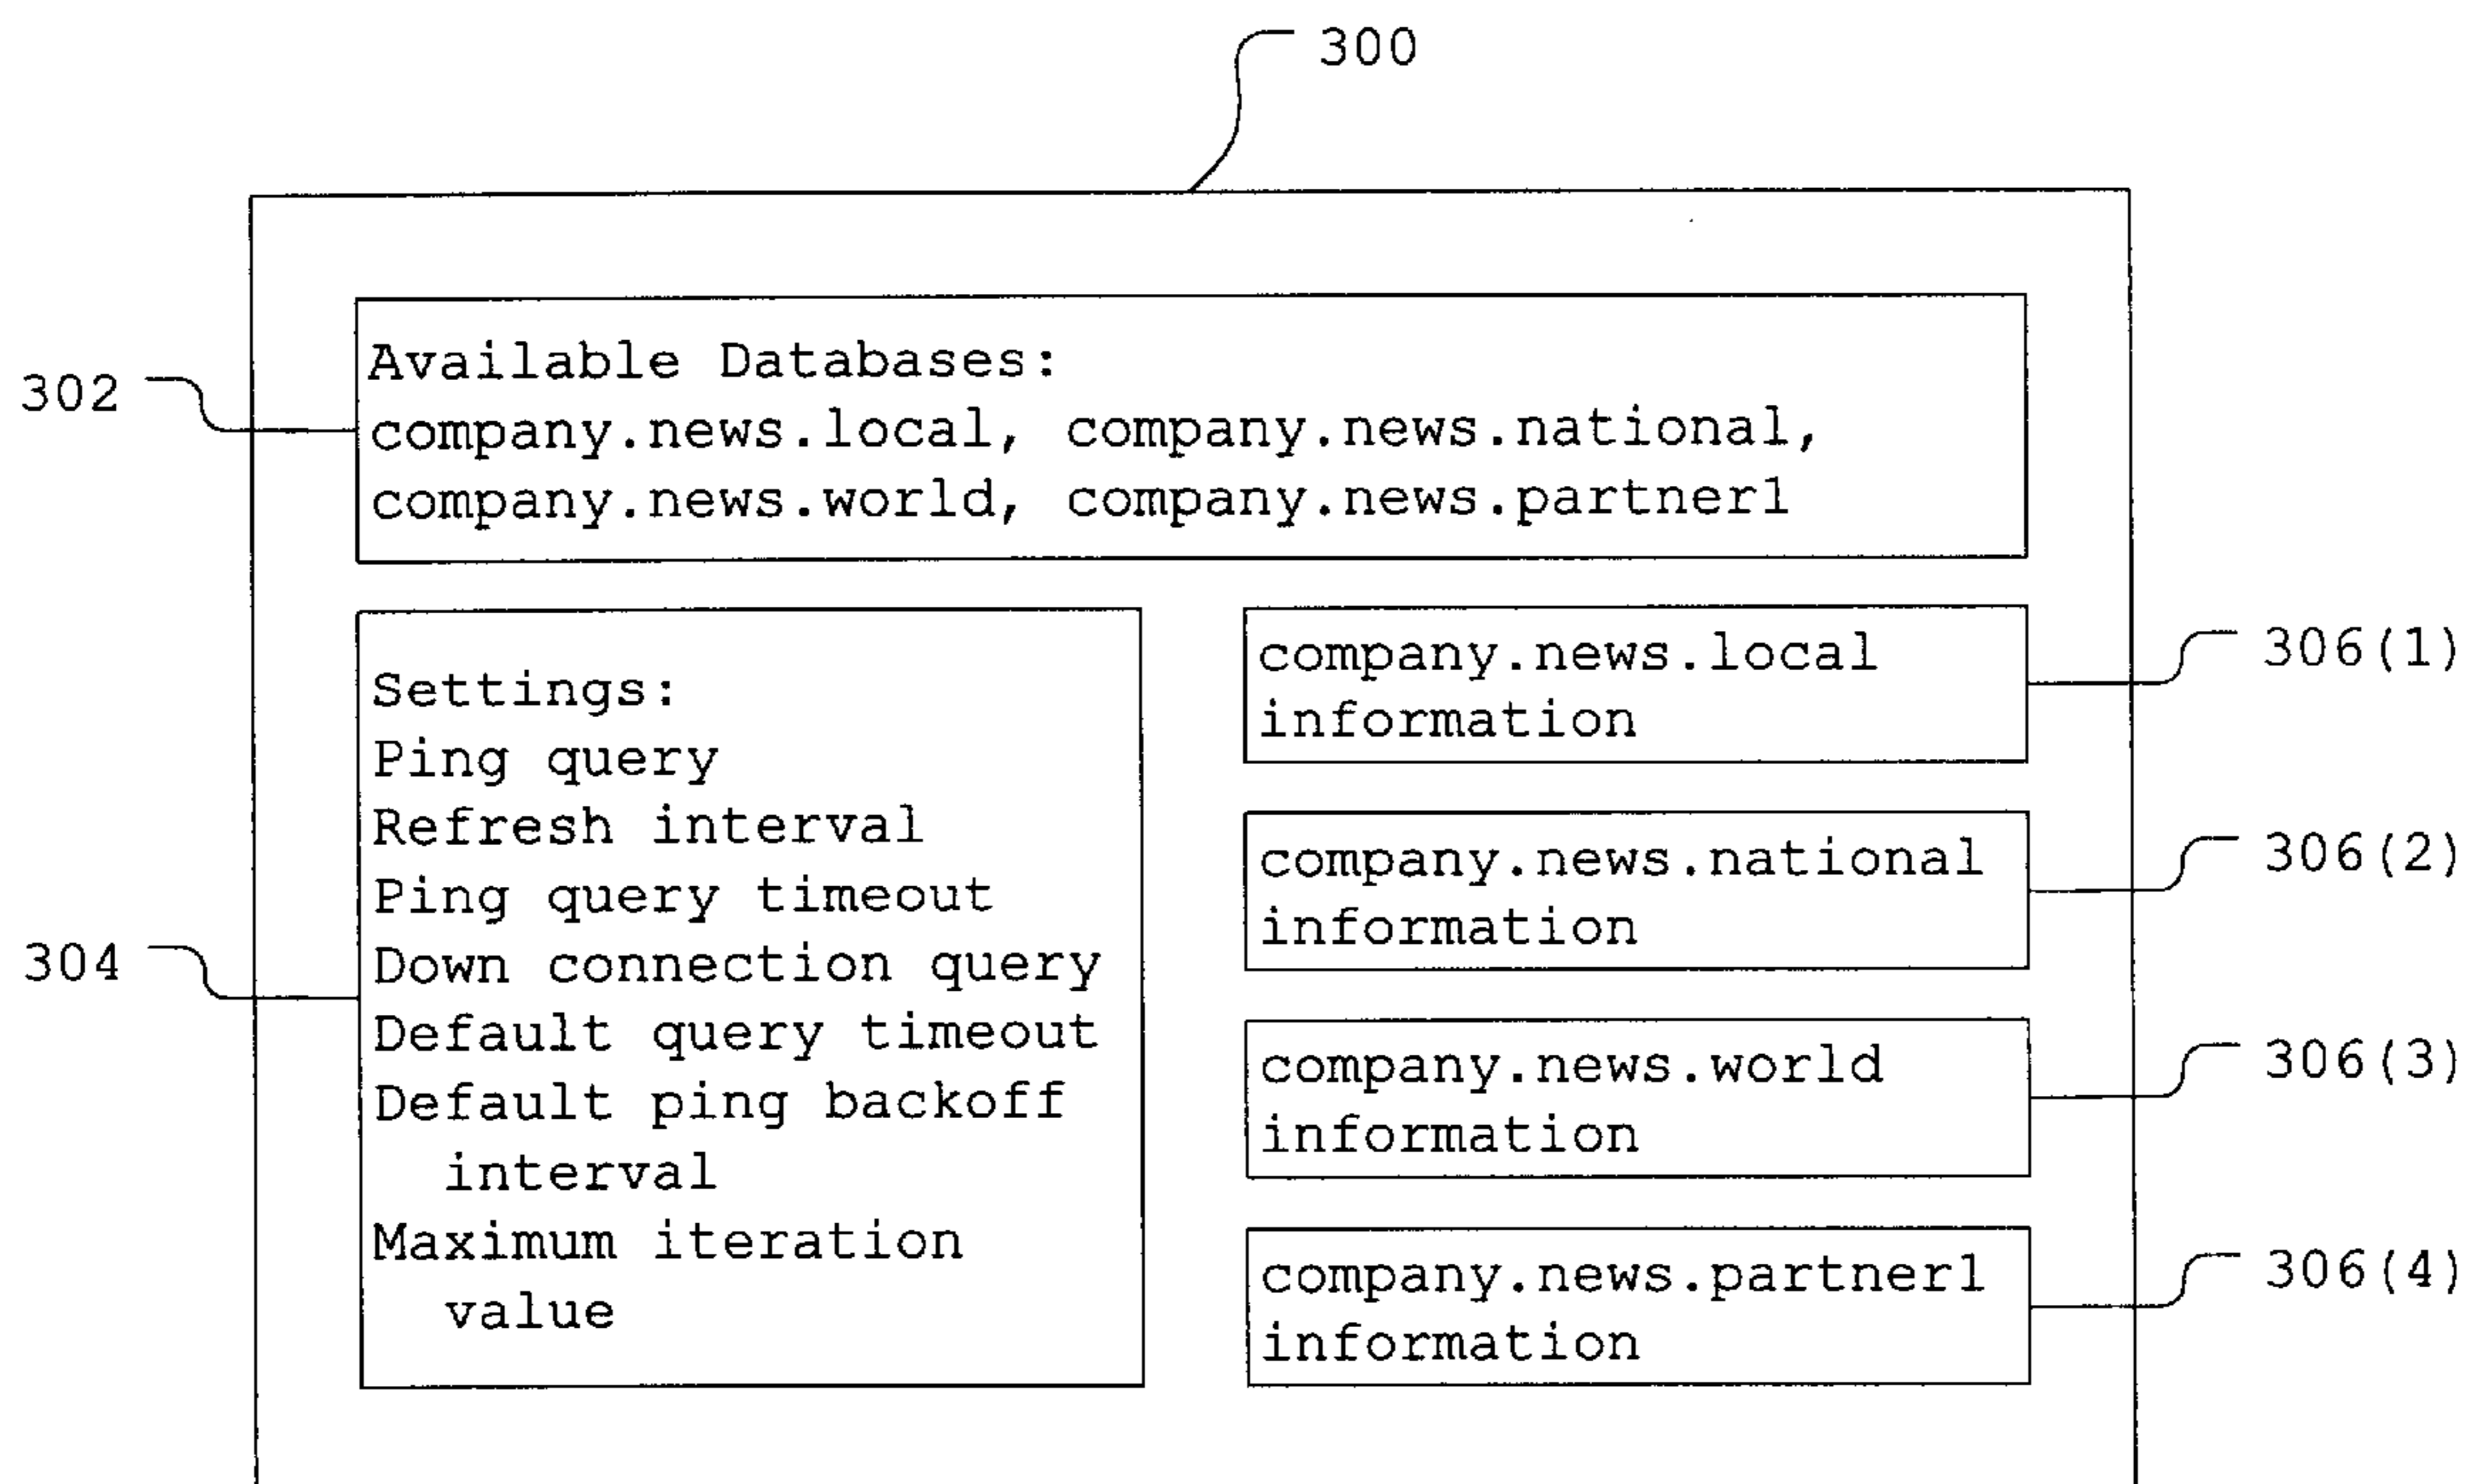 300
302
Available Databases:
company.news.local, company.news.national,
company.news.world, company.news.partner1
304
Settings:
Ping query
Refresh interval
Ping query timeout
Down connection query
Default query timeout
Default ping backoff
interval
Maximum iteration
value
company.news.local
information
306(1)
company.news.national
information
306(2)
company.news.world
information
306(3)
company.news.partner1
information
306(4)